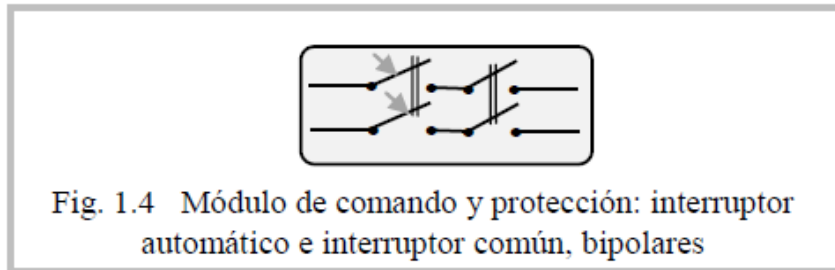 Fig. 1.4 Módulo de comando y protección: interruptor
automático e interruptor común, bipolares